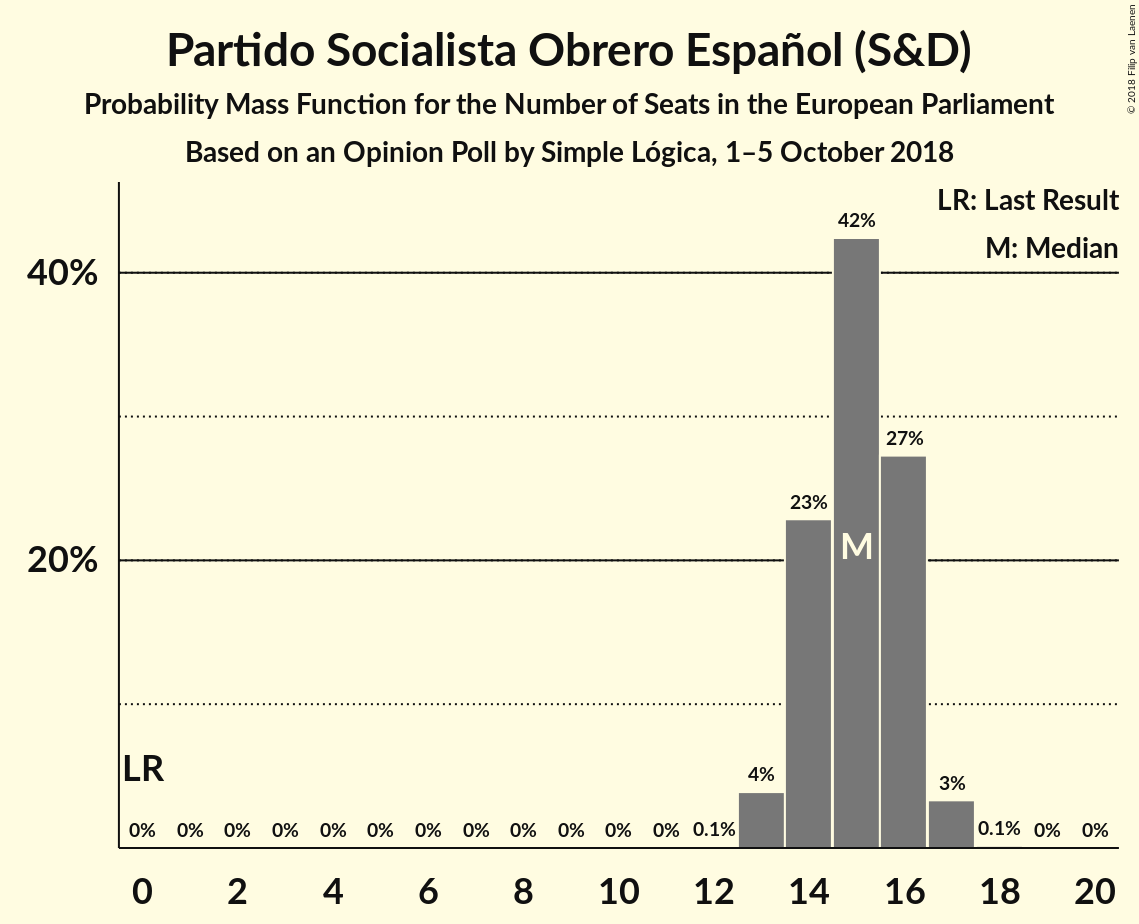 Partido Socialista Obrero Español (S&D)
Probability Mass Function for the Number of Seats in the European Parliament
Based on an Opinion Poll by Simple Lógica, 1–5 October 2018
© 2018 Filip van Laenen
LR: Last Result
M: Median
42%
40%
27%
23%
M
20%
LR
4%
3%
0% 0% 0% 0% 0% 0% 0% 0% 0% 0% 0% 0% 0.1% 0.1% 0% 0%
0 2 4 6 8 10 12 14 16 18 20